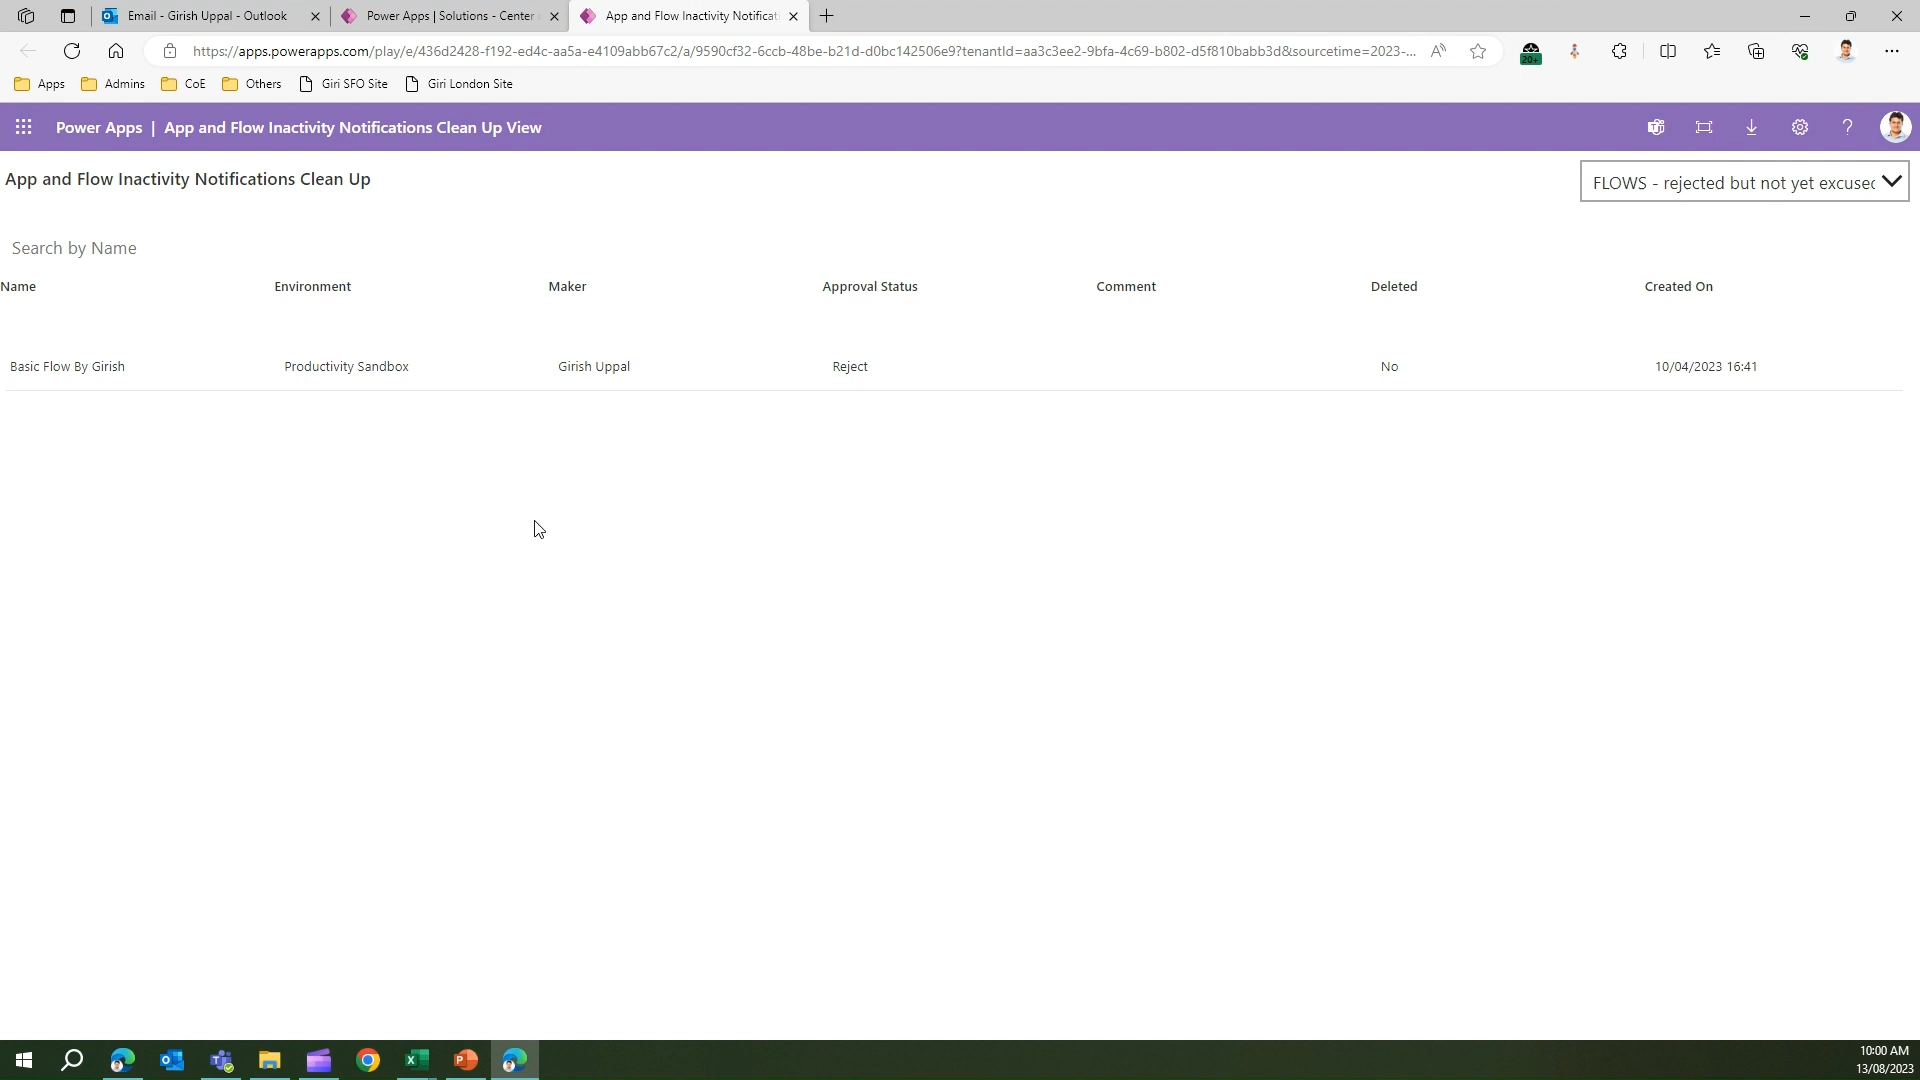 Email - Girish Uppal - Outlook
Power Apps | Solutions - Center
App and Flow Inactivity Notificati
https://apps.powerapps.com/play/e/436d2428-f192-ed4c-aa5a-e4109abb67c2/a/9590cf32-6ccb-48be-b21d-d0bc142506e9?tenantId=aa3c3ee2-9bfa-4c69-b802-d5f810babb3d&sourcetime=2023-...
20+
Apps
Admins
CoE
Others
Giri SFO Site
Giri London Site
Power Apps | App and Flow Inactivity Notifications Clean Up View
App and Flow Inactivity Notifications Clean Up
FLOWS - rejected but not yet excused
Search by Name
Name Environment Maker Approval Status Comment Deleted Created On
Basic Flow By Girish Productivity Sandbox Girish Uppal Reject No 10/04/2023 16:41
10:00 AM
13/08/2023